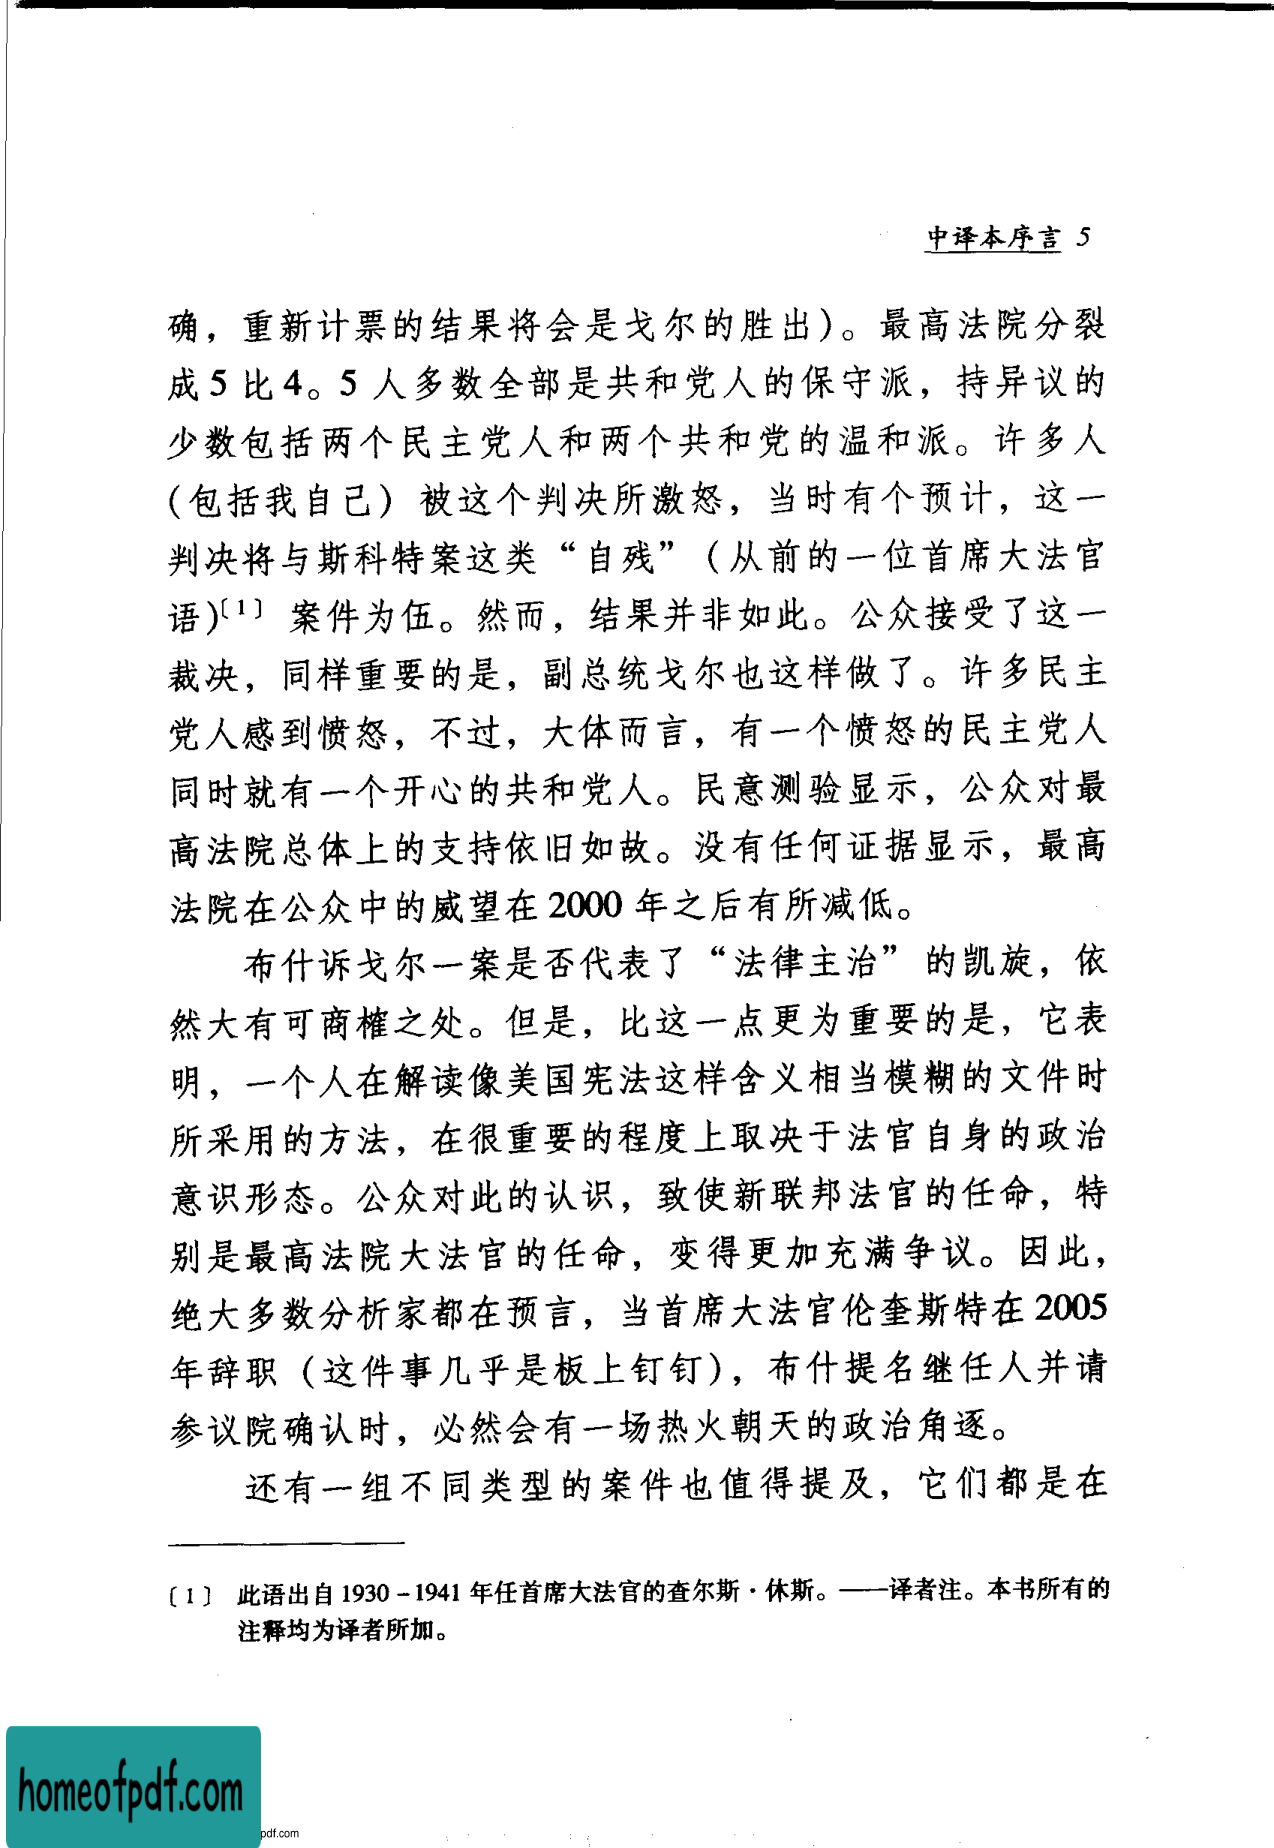 中译本序言 5
确，重新计票的结果将会是戈尔的胜出）。最高法院分裂
成5比4。5人多数全部是共和党人的保守派，持异议的
少数包括两个民主党人和两个共和党的温和派。许多人
（包括我自己）被这个判决所激怒，当时有个预计，这一
判决将与斯科特案这类“自残”（从前的一位首席大法官
语）〔1〕案件为伍。然而，结果并非如此。公众接受了这一
裁决，同样重要的是，副总统戈尔也这样做了。许多民主
党人感到愤怒，不过，大体而言，有一个愤怒的民主党人
同时就有一个开心的共和党人。民意测验显示，公众对最
高法院总体上的支持依旧如故。没有任何证据显示，最高
法院在公众中的威望在2000年之后有所减低。
布什诉戈尔一案是否代表了“法律主治”的凯旋，依
然大有可商榷之处。但是，比这一点更为重要的是，它表
明，一个人在解读像美国宪法这样含义相当模糊的文件时
所采用的方法，在很重要的程度上取决于法官自身的政治
意识形态。公众对此的认识，致使新联邦法官的任命，特
别是最高法院大法官的任命，变得更加充满争议。因此，
绝大多数分析家都在预言，当首席大法官伦奎斯特在2005
年辞职（这件事几乎是板上钉钉），布什提名继任人并请
参议院确认时，必然会有一场热火朝天的政治角逐。
还有一组不同类型的案件也值得提及，它们都是在
〔1〕 此语出自1930－1941年任首席大法官的查尔斯·休斯。——译者注。本书所有的
注释均为译者所加。
homeofpdf.com
pdf.com